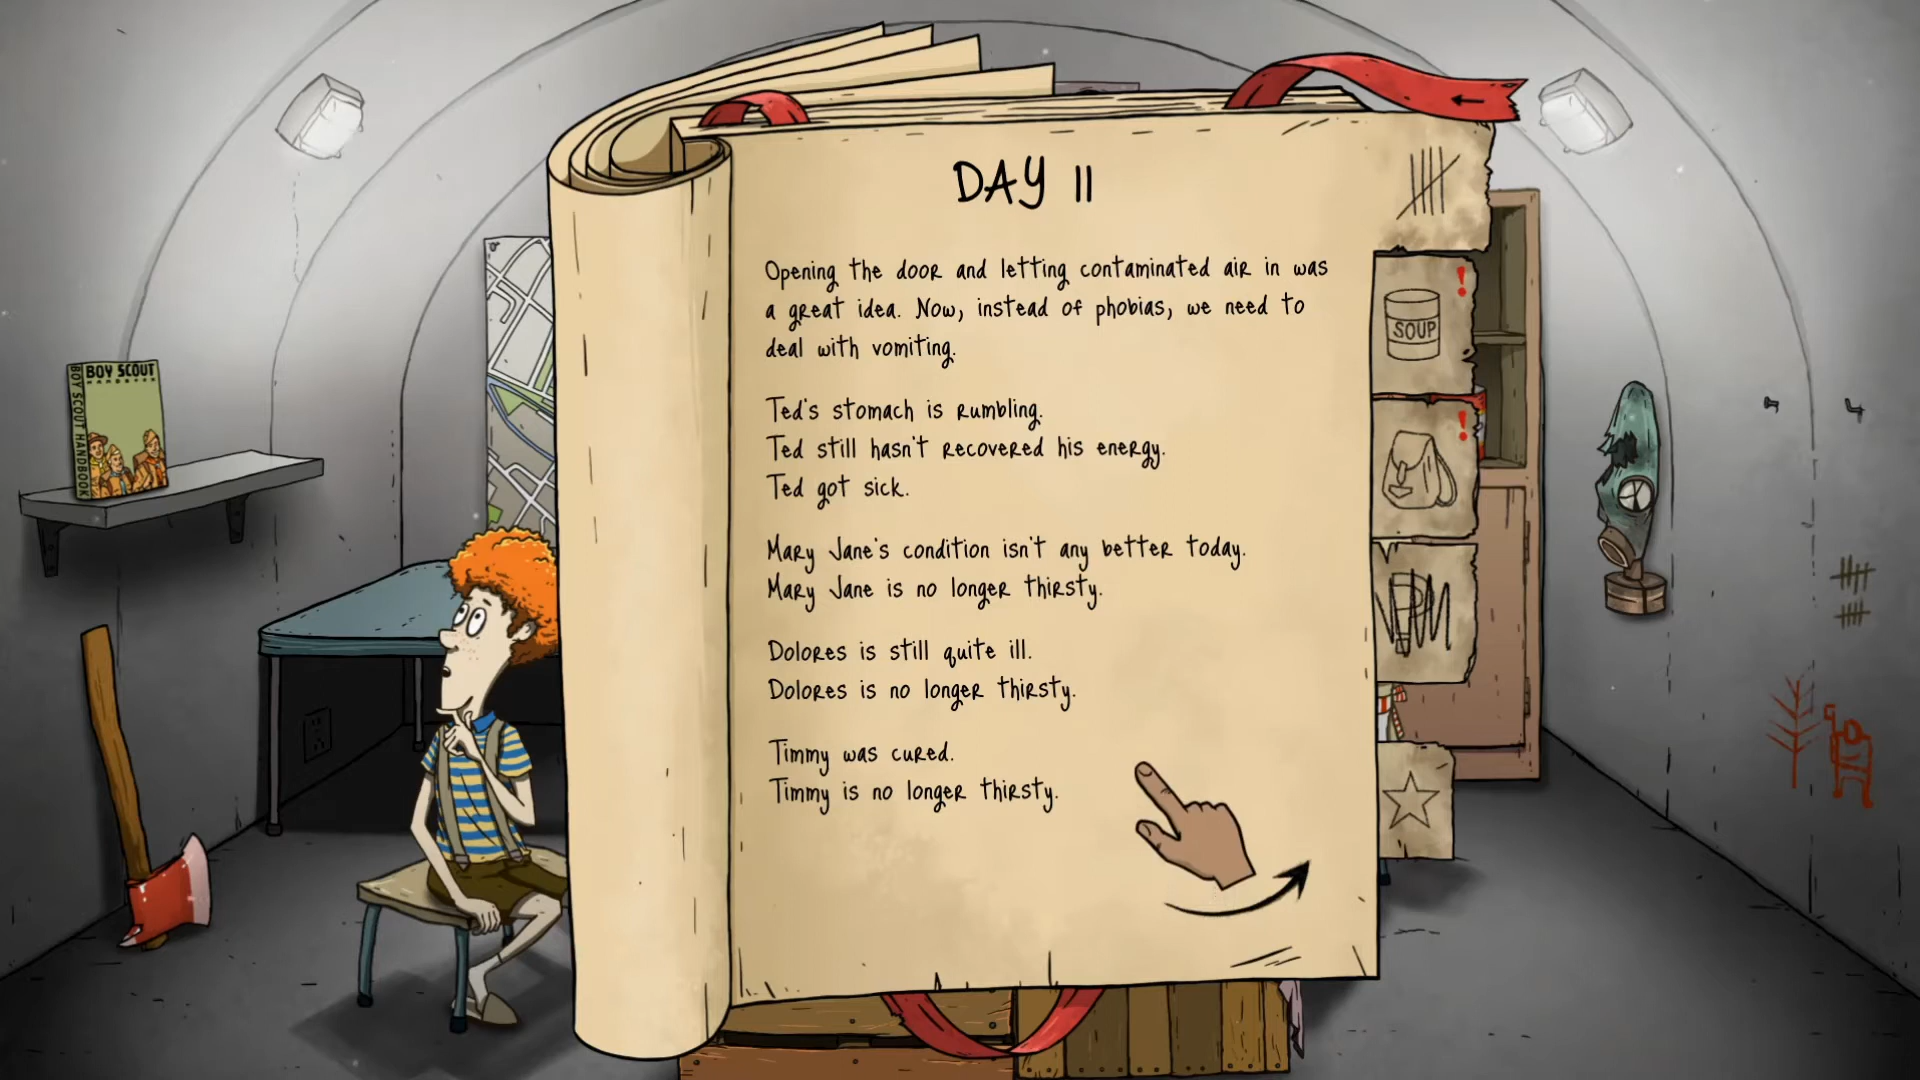 DAY 11
Opening the door and letting contaminated air in was
a great idea. Now, instead of phobias, we need to
deal with vomiting.
Ted's stomach is rumbling.
Ted still hasn't recovered his energy.
Ted got sick.
Mary Jane's condition isn't any better today.
Mary Jane is no longer thirsty.
Dolores is still quite ill.
Dolores is no longer thirsty.
Timmy was cured.
Timmy is no longer thirsty.
!
SOUP
!
BOY SCOUT
HANDBOOK
BOY SCOUT HANDBOOK